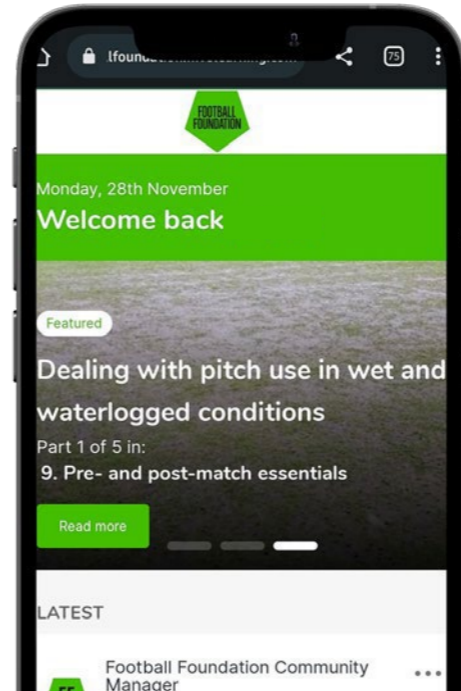 75
FOOTBALL
FOUNDATION
Monday, 28th November
Welcome back
Featured
Dealing with pitch use in wet and
waterlogged conditions
Part 1 of 5 in:
9. Pre- and post-match essentials
Read more
LATEST
Football Foundation Community
Manager